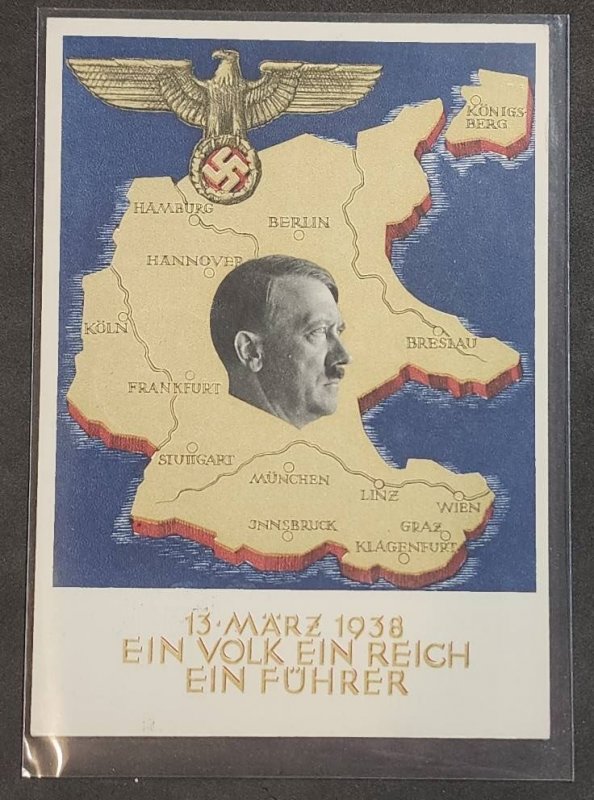 KÖNIGS-
BERG
HAMBURG
BERLIN
HANNOVER
KÖLN
BRESLAU
FRANKFURT
STUTTGART
MÜNCHEN
LINZ
WIEN
INNSBRUCK
GRAZ
KLAGENFURT
13·MÄRZ 1938
EIN VOLK EIN REICH
EIN FÜHRER